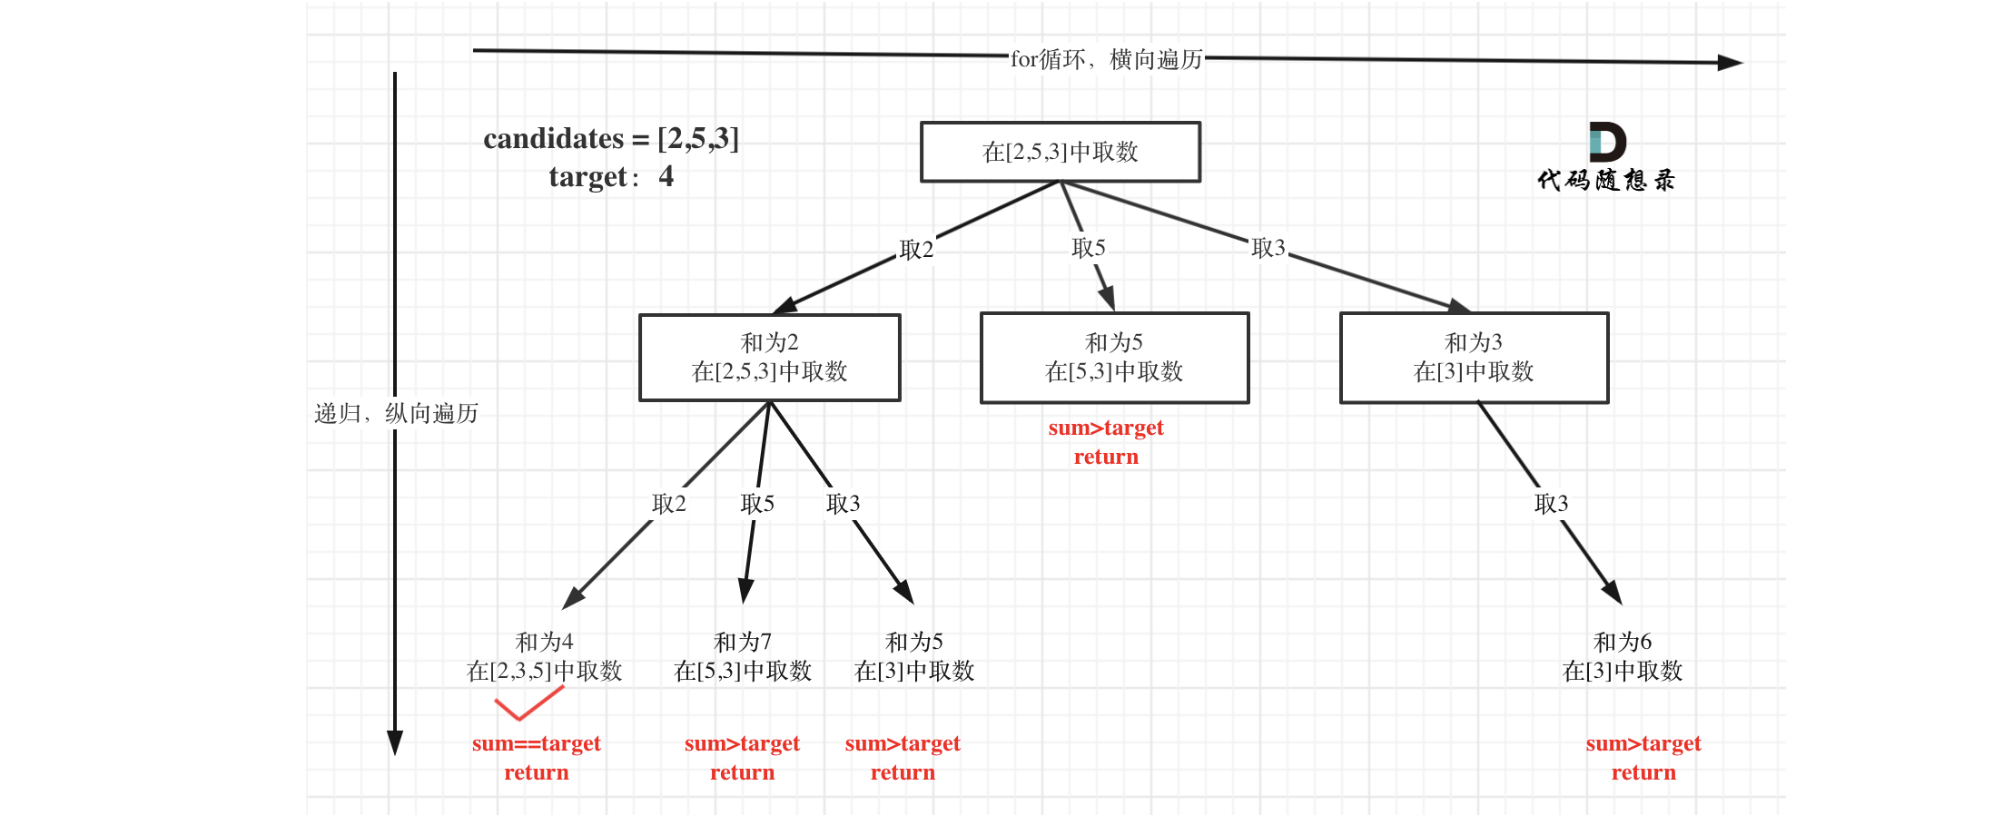 for循环，横向遍历
candidates = [2,5,3]
target：4
在[2,5,3]中取数
代码随想录
取2
取5
取3
和为2
在[2,5,3]中取数
和为5
在[5,3]中取数
和为3
在[3]中取数
递归，纵向遍历
sum>target
return
取2
取5
取3
取3
和为4
在[2,3,5]中取数
和为7
在[5,3]中取数
和为5
在[3]中取数
和为6
在[3]中取数
sum==target
return
sum>target
return
sum>target
return
sum>target
return